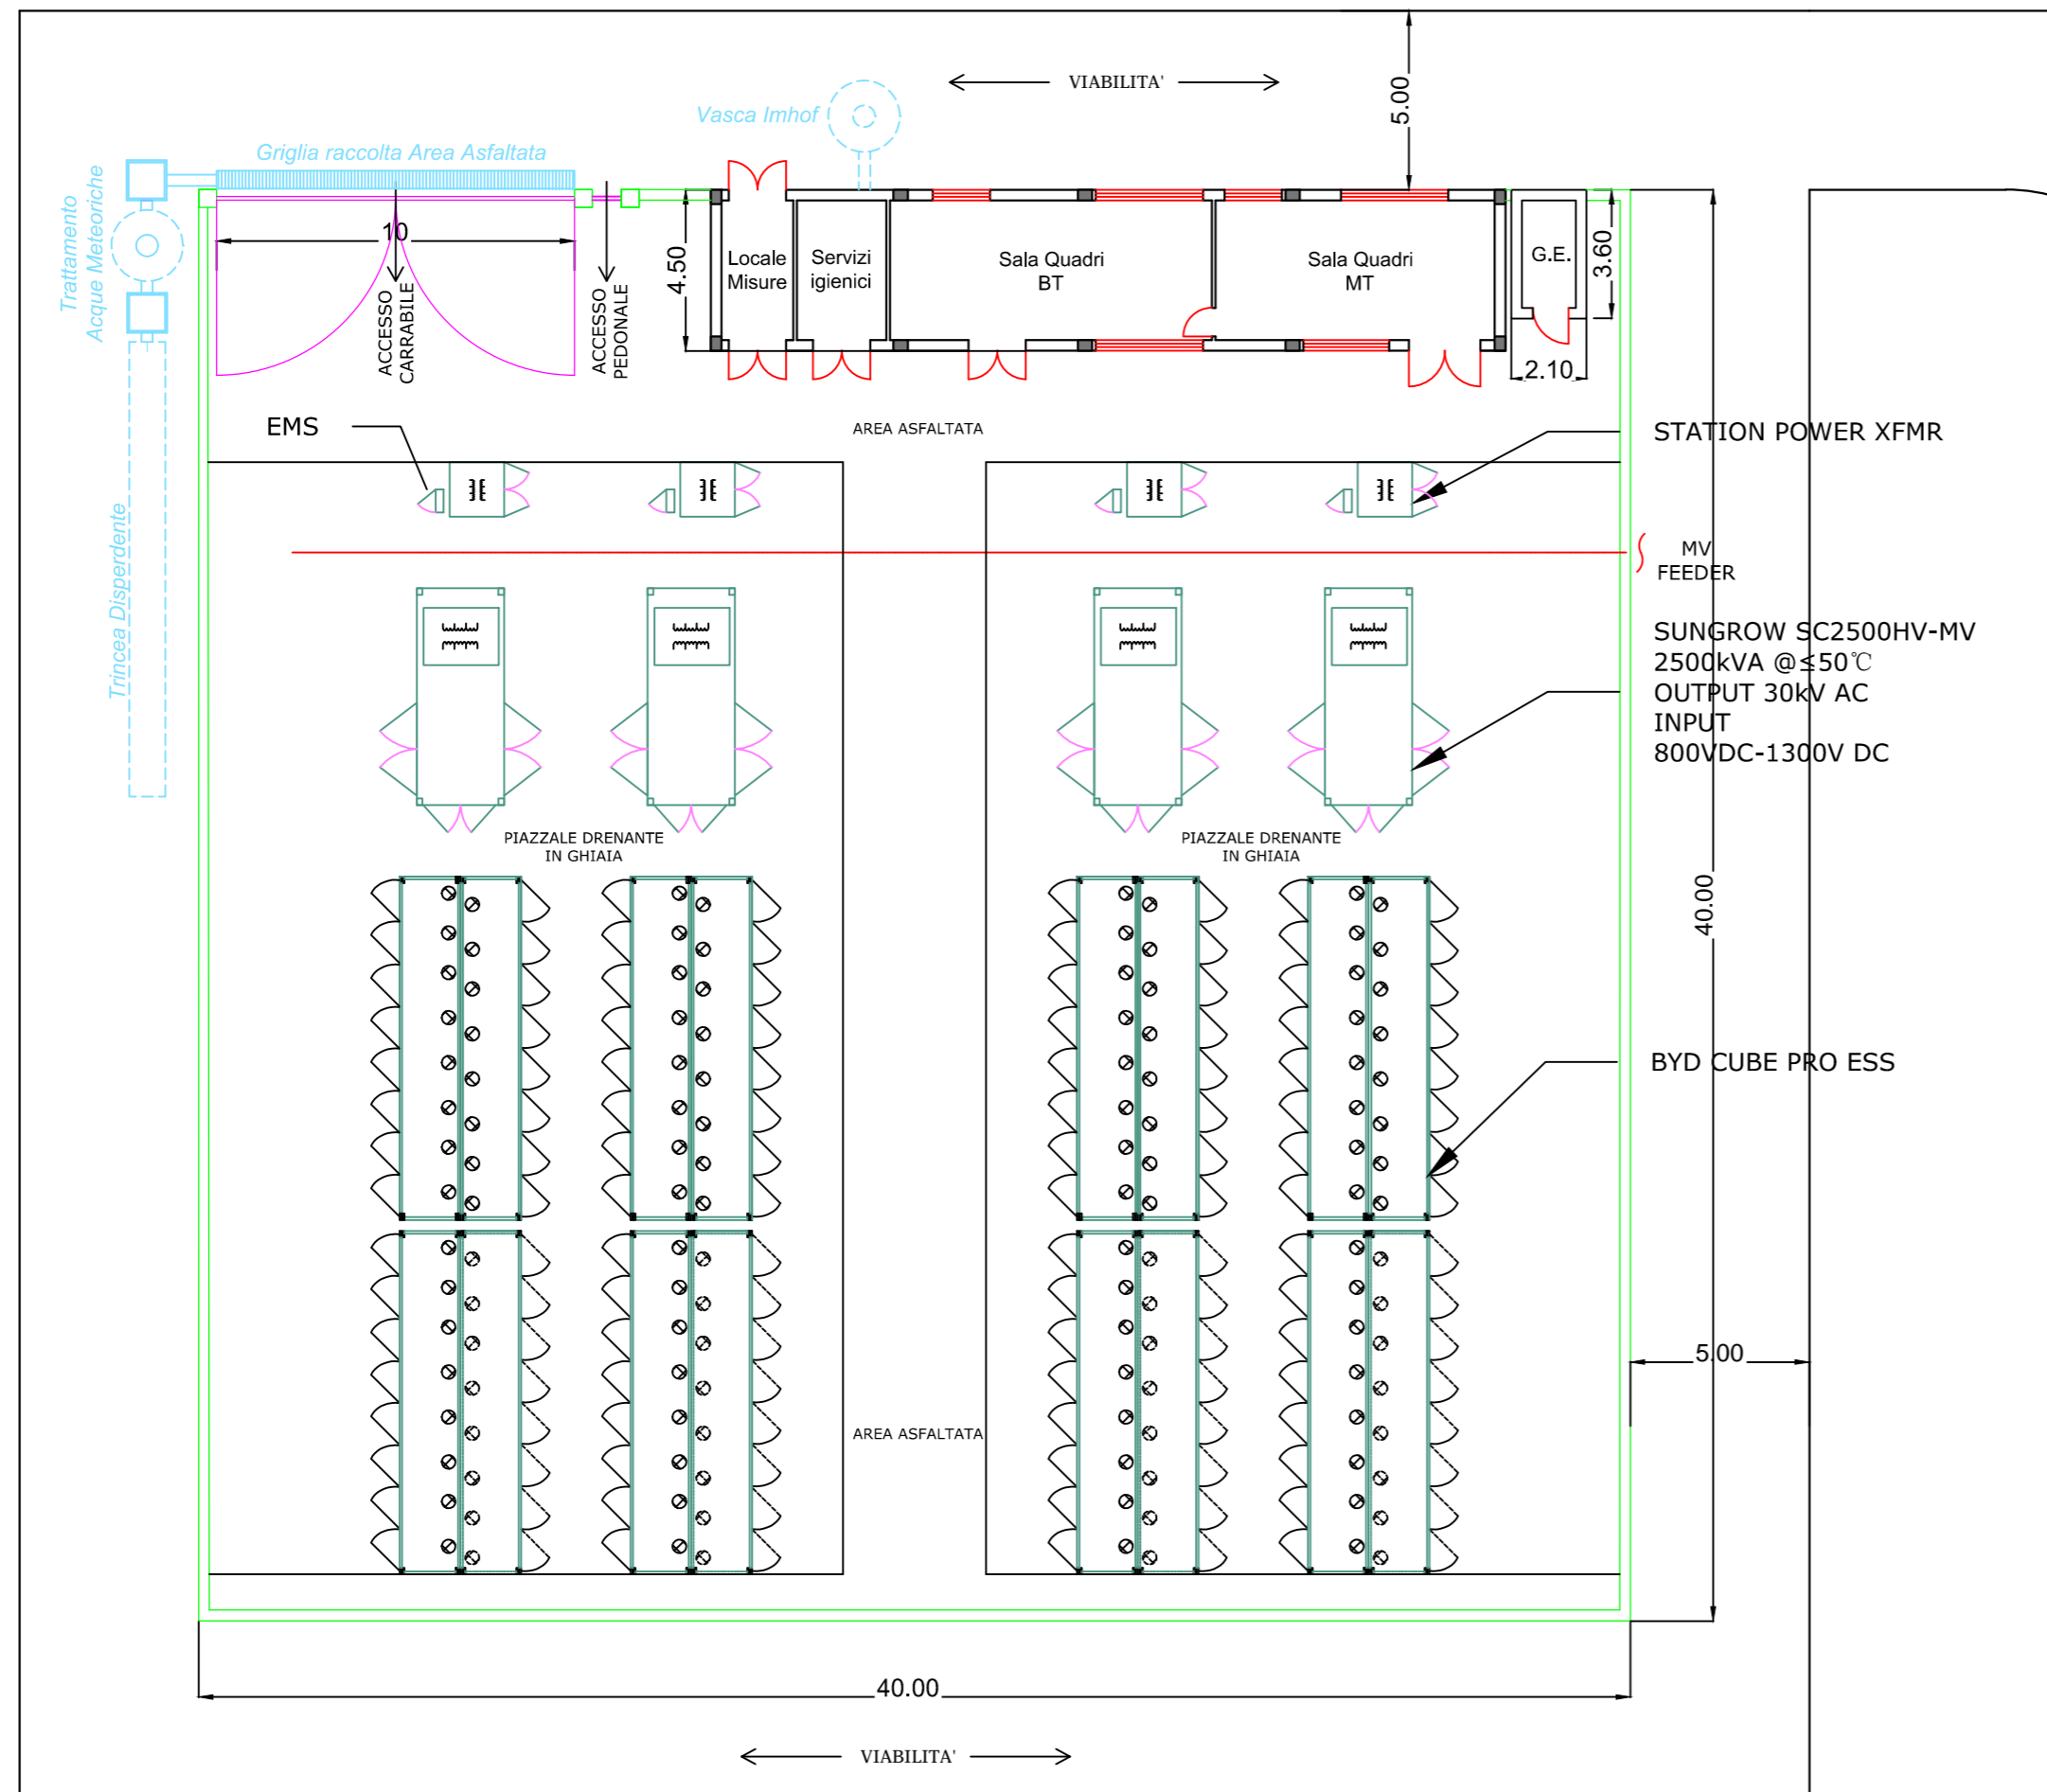 VIABILITA'
5.00
Vasca Imhof
Griglia raccolta Area Asfaltata
Trattamento
Acque Meteoriche
10
ACCESSO
CARRABILE
ACCESSO
PEDONALE
4.50
Locale
Misure
Servizi
igienici
Sala Quadri
BT
Sala Quadri
MT
G.E.
3.60
2.10
EMS
AREA ASFALTATA
STATION POWER XFMR
Trincea Disperdente
MV
FEEDER
SUNGROW SC2500HV-MV
2500kVA @≤50℃
OUTPUT 30kV AC
INPUT
800VDC-1300V DC
PIAZZALE DRENANTE
IN GHIAIA
PIAZZALE DRENANTE
IN GHIAIA
40.00
BYD CUBE PRO ESS
5.00
AREA ASFALTATA
40.00
VIABILITA'